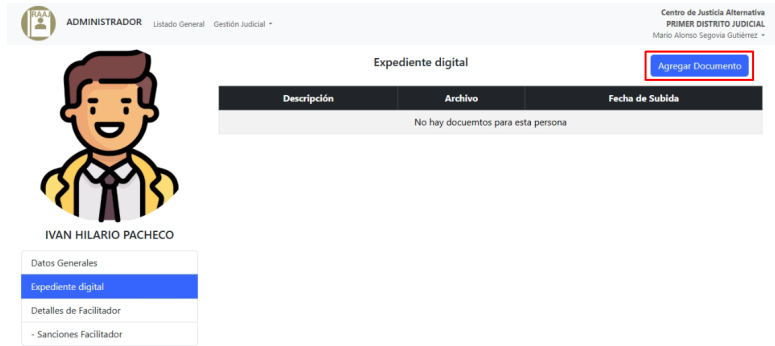 RAAJ
ADMINISTRADOR Listado General Gestión Judicial
Centro de Justicia Alternativa
PRIMER DISTRITO JUDICIAL
Mario Alonso Segovia Gutiérrez
Expediente digital
Agregar Documento
Descripción Archivo Fecha de Subida
No hay docuemtos para esta persona
IVAN HILARIO PACHECO
Datos Generales
Expediente digital
Detalles de Facilitador
- Sanciones Facilitador